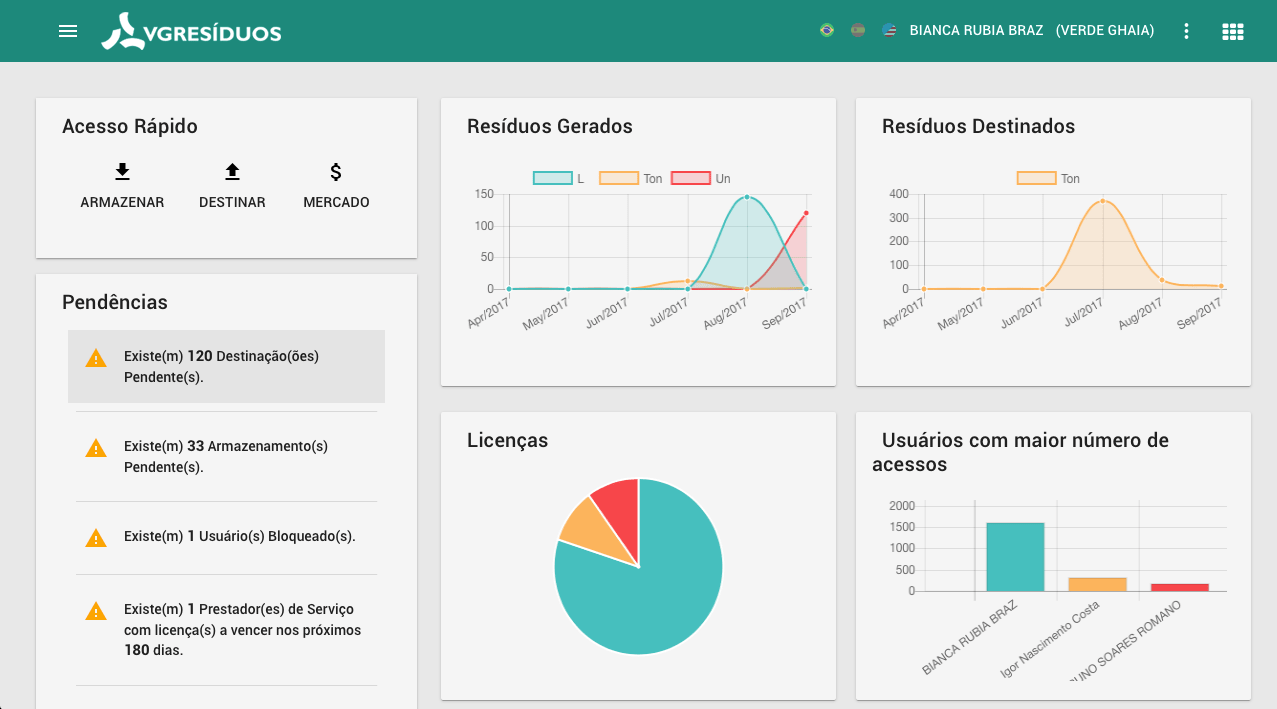 VGRESÍDUOS
BIANCA RUBIA BRAZ (VERDE GHAIA)
Acesso Rápido
ARMAZENAR DESTINAR MERCADO
Pendências
Existe(m) 120 Destinação(ões)
Pendente(s).
Existe(m) 33 Armazenamento(s)
Pendente(s).
Existe(m) 1 Usuário(s) Bloqueado(s).
Existe(m) 1 Prestador(es) de Serviço
com licença(s) a vencer nos próximos
180 dias.
Resíduos Gerados
L Ton Un
150
100
50
0
Apr/2017 May/2017 Jun/2017 Jul/2017 Aug/2017 Sep/2017
Resíduos Destinados
Ton
400
300
200
100
0
Apr/2017 May/2017 Jun/2017 Jul/2017 Aug/2017 Sep/2017
Licenças
Usuários com maior número de
acessos
2000
1500
1000
500
0
BIANCA RUBIA BRAZ
Igor Nascimento Costa
UNO SOARES ROMANO